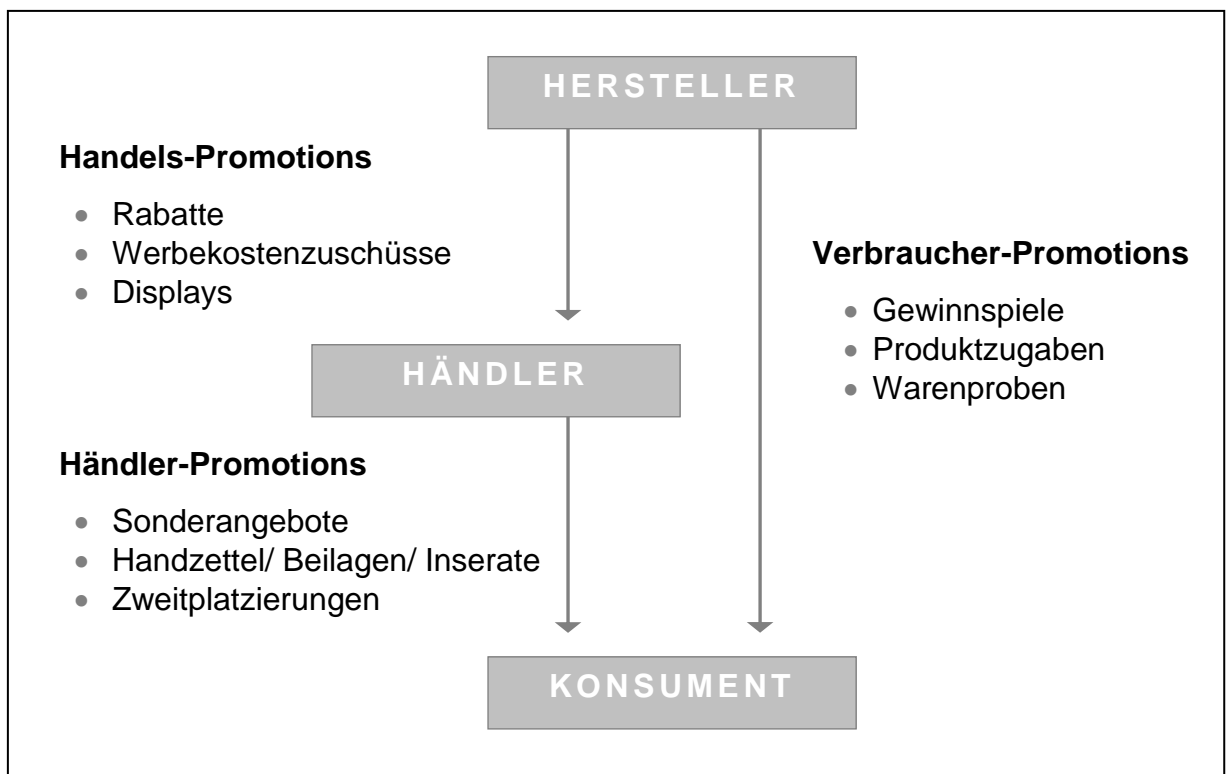 HERSTELLER
Handels-Promotions
Rabatte
Werbekostenzuschüsse
Displays
Verbraucher-Promotions
Gewinnspiele
Produktzugaben
Warenproben
HÄNDLER
Händler-Promotions
Sonderangebote
Handzettel/ Beilagen/ Inserate
Zweitplatzierungen
KONSUMENT